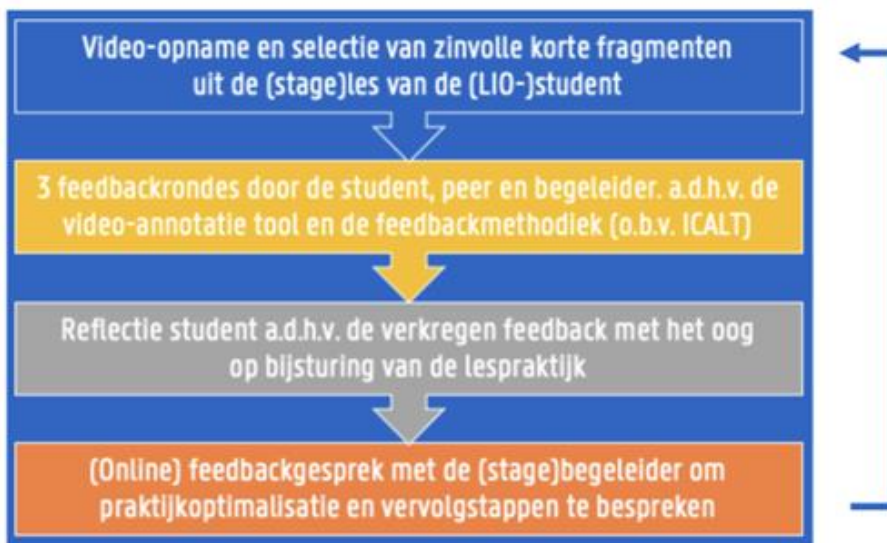 Video-opname en selectie van zinvolle korte fragmenten
uit de (stage)les van de (LIO-)student
3 feedbackrondes door de student, peer en begeleider. a.d.h.v. de
video-annotatie tool en de feedbackmethodiek (o.b.v. ICALT)
Reflectie student a.d.h.v. de verkregen feedback met het oog
op bijsturing van de lespraktijk
(Online) feedbackgesprek met de (stage)begeleider om
praktijkoptimalisatie en vervolgstappen te bespreken